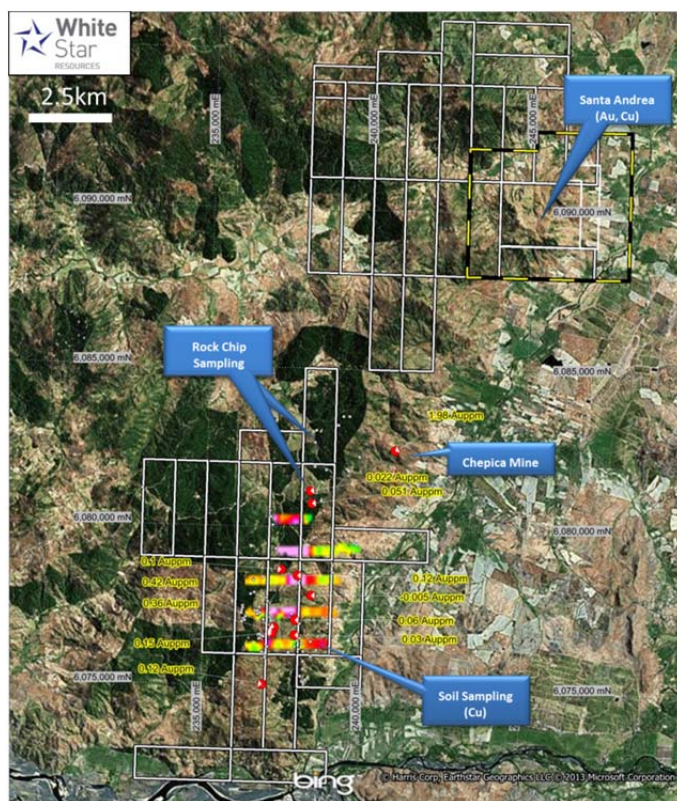 White
Star
RESOURCES
2.5km
235,000 mE
240,000 mE
245,000 mE
Santa Andrea
(Au, Cu)
6,090,000 mN
6,090,000 mN
Rock Chip
Sampling
6,085,000 mN
6,085,000 mN
1.98 Auppm
Chepica Mine
0.022 Auppm
0.051 Auppm
6,080,000 mN
6,080,000 mN
0.1 Auppm
0.42 Auppm
0.12 Auppm
-0.005 Auppm
0.36 Auppm
0.06 Auppm
0.15 Auppm
0.03 Auppm
0.12 Auppm
6,075,000 mN
6,075,000 mN
Soil Sampling
(Cu)
235,000 mE
240,000 mE
245,000 mE
bing
© Harris Corp, Earthstar Geographics LLC © 2013 Microsoft Corporation